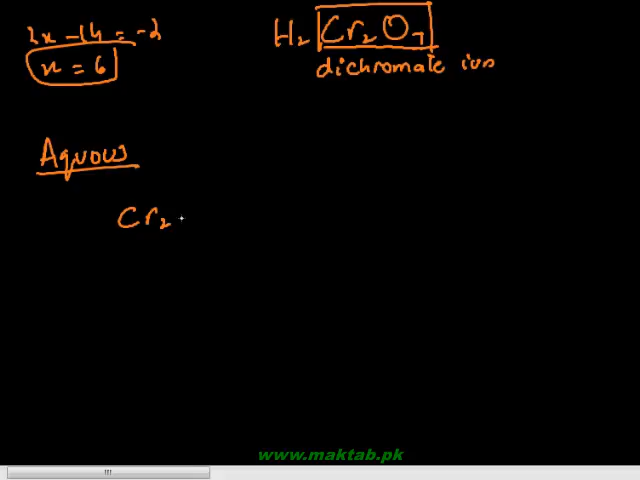 2x - 14 = -2
x = 6
H₂ Cr₂O₇
dichromate ion
Aquous
Cr₂
www.maktab.pk